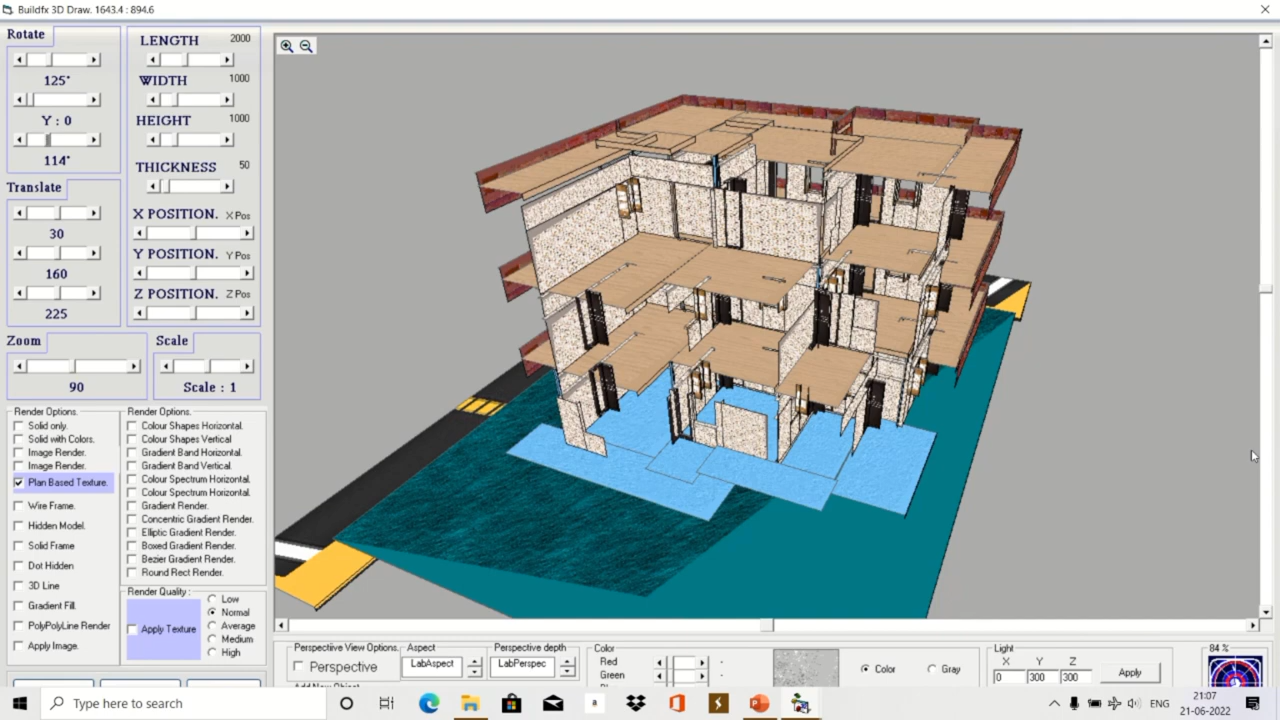 Buildfx 3D Draw. 1643.4 : 894.6
Rotate
125°
Y : 0
114°
Translate
30
160
225
LENGTH 2000
WIDTH 1000
HEIGHT 1000
THICKNESS 50
X POSITION. X Pos
Y POSITION. Y Pos
Z POSITION. Z Pos
Zoom
90
Scale
Scale : 1
Render Options.
Solid only.
Solid with Colors.
Image Render.
Image Render.
Plan Based Texture.
Wire Frame.
Hidden Model.
Solid Frame
Dot Hidden
3D Line
Gradient Fill.
PolyPolyLine Render
Apply Image.
Render Options.
Colour Shapes Horizontal.
Colour Shapes Vertical
Gradient Band Horizontal.
Gradient Band Vertical.
Colour Spectrum Horizontal.
Colour Spectrum Horizontal.
Gradient Render.
Concentric Gradient Render.
Elliptic Gradient Render.
Boxed Gradient Render.
Bezier Gradient Render.
Round Rect Render.
Render Quality :
Apply Texture
Low
Normal
Average
Medium
High
Perspective View Options.
Perspective
Aspect
LabAspect
Perspective depth
LabPerspec
Color
Red
Green
Color
Gray
Light
X Y Z
0 300 300
Apply
84 %
Type here to search
ENG
21:07
21-06-2022